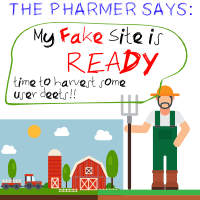 THE PHARMER SAYS:
My Fake Site is
READY
time to harvest some
user deets!!